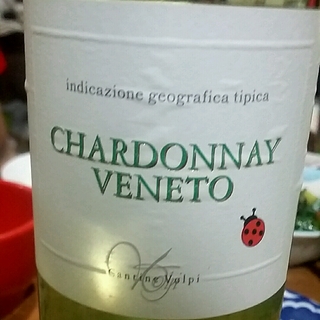 indicazione geografica tipica
CHARDONNAY
VENETO
Cantine Volpi